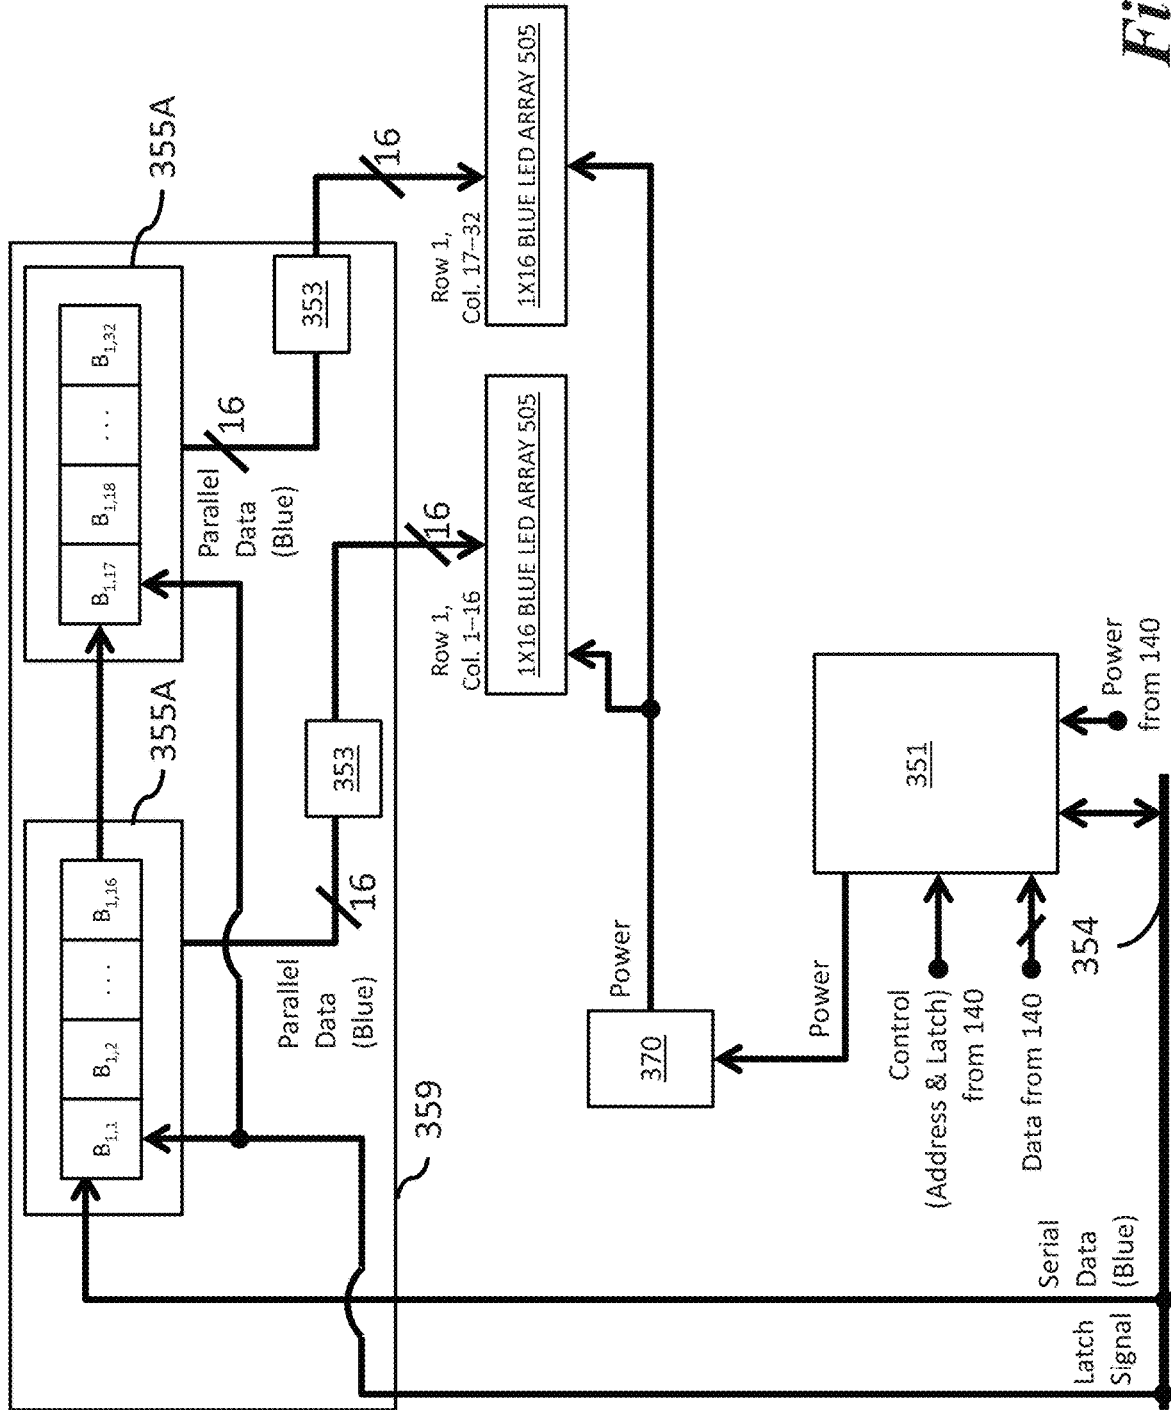 355A
355A
B1,1
B1,2
...
B1,16
B1,17
B1,18
...
B1,32
Parallel
Data
(Blue)
16
353
16
Parallel
Data
(Blue)
16
353
16
359
Row 1,
Col. 1–16
1X16 BLUE LED ARRAY 505
Row 1,
Col. 17–32
1X16 BLUE LED ARRAY 505
370
Power
Power
Control
(Address & Latch)
from 140
Data from 140
351
Power
from 140
354
Serial
Data
(Blue)
Latch
Signal
Fi